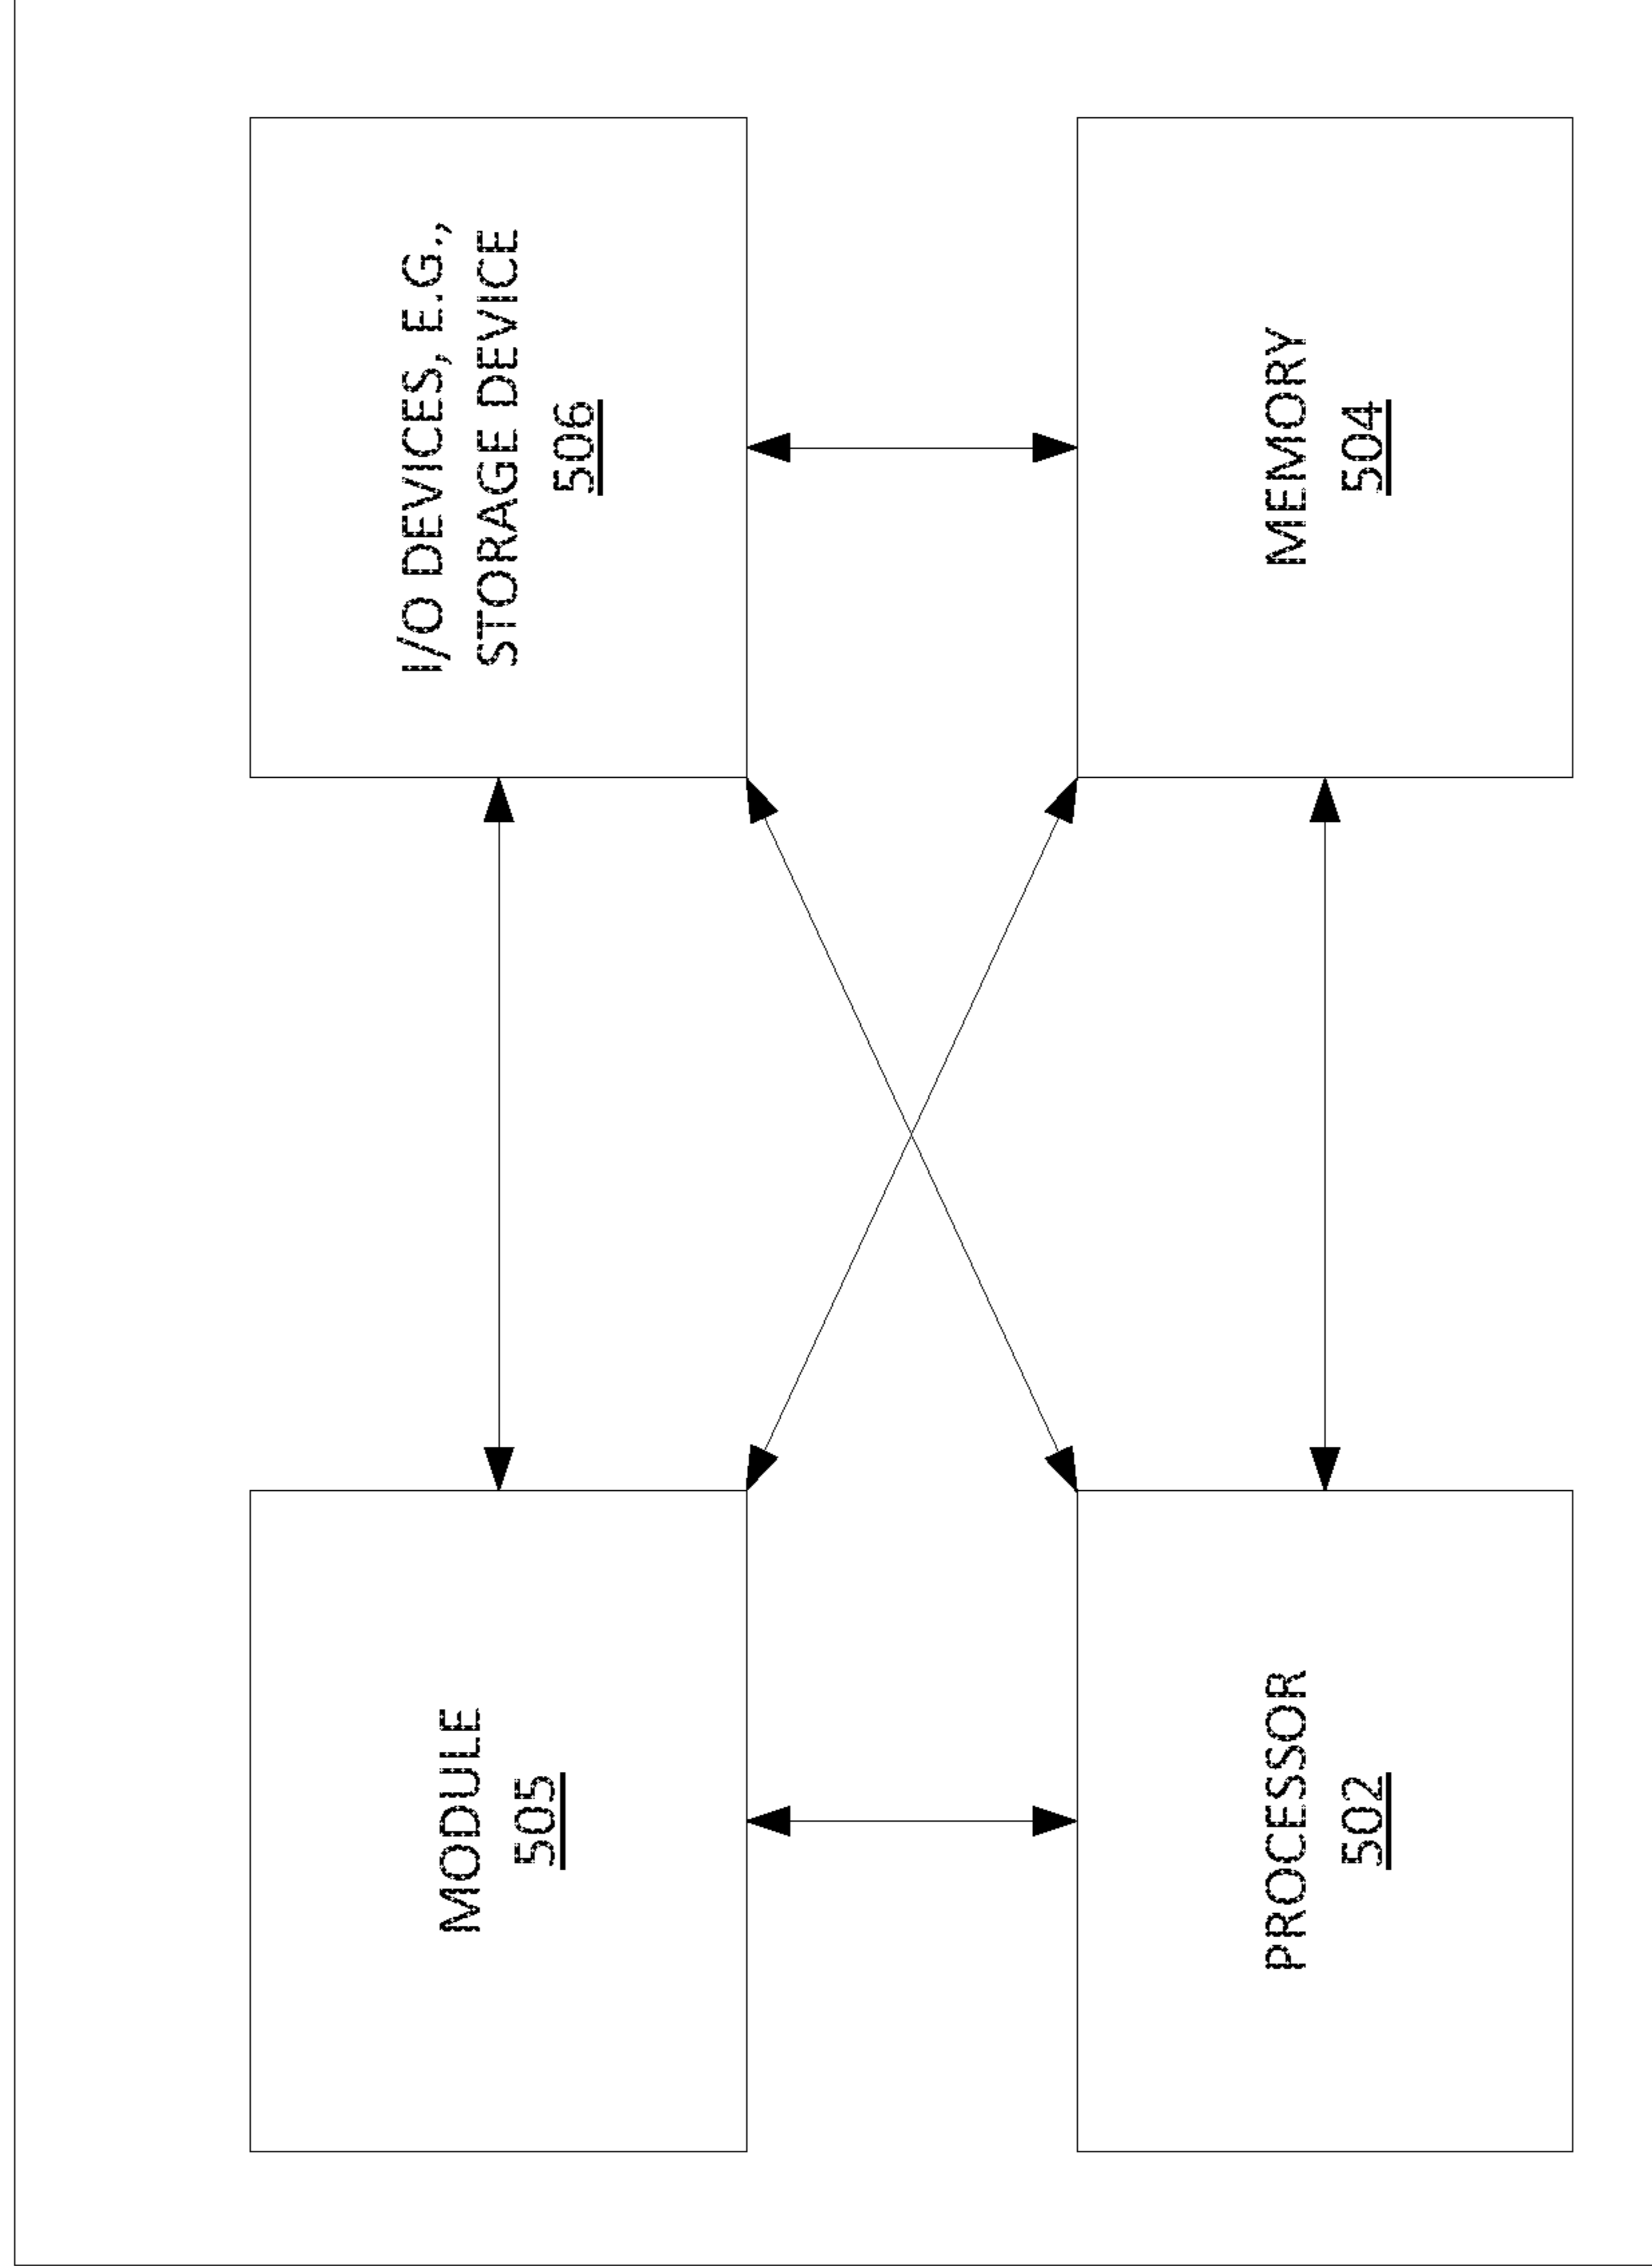 MODULE
505
I/O DEVICES, E.G.,
STORAGE DEVICE
506
PROCESSOR
502
MEMORY
504